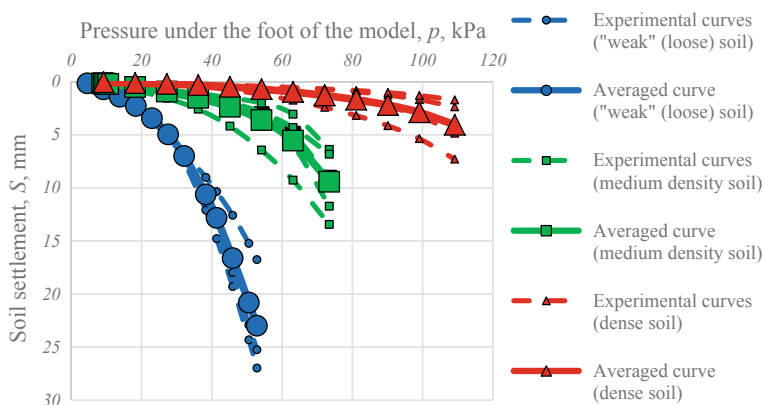 Pressure under the foot of the model, p, kPa
0 20 40 60 80 100 120
0
5
10
15
20
25
30
Soil settlement, S, mm
Experimental curves
("weak" (loose) soil)
Averaged curve
("weak" (loose) soil)
Experimental curves
(medium density soil)
Averaged curve
(medium density soil)
Experimental curves
(dense soil)
Averaged curve
(dense soil)